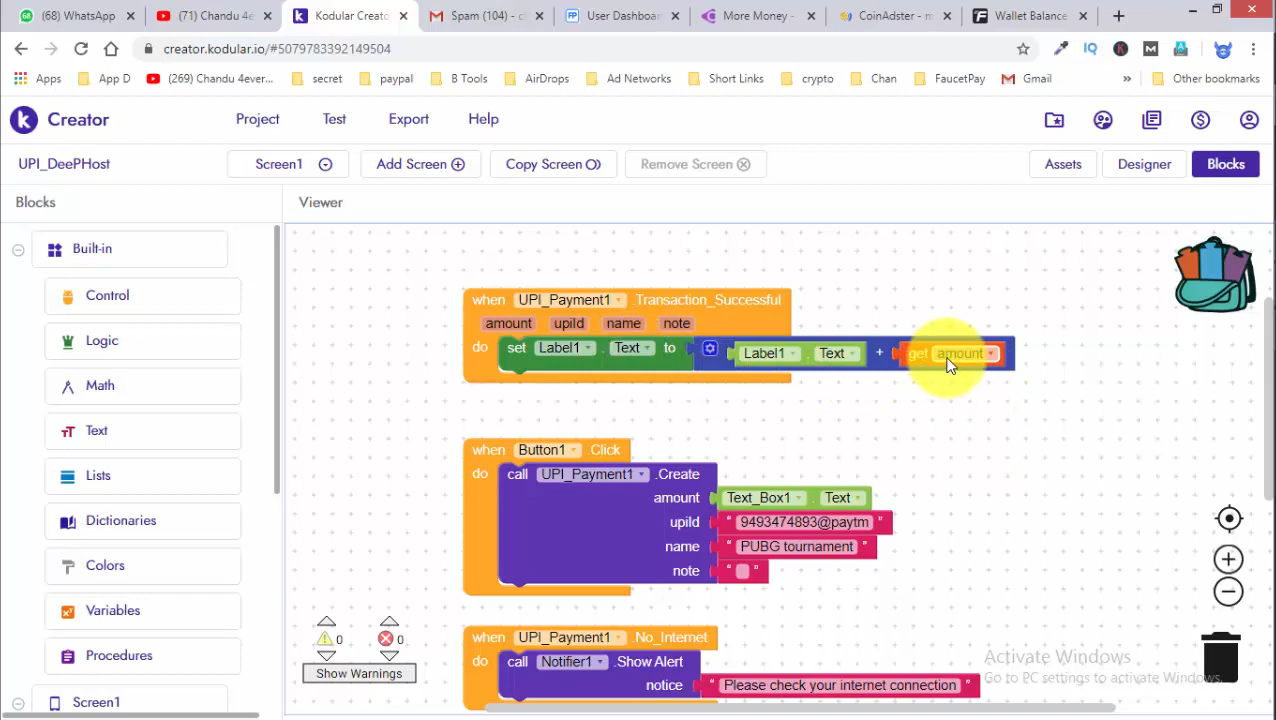 (68) WhatsApp
(71) Chandu 4e
Kodular Creato
Spam (104) - c
User Dashboar
More Money -
CoinAdster - m
Wallet Balance
creator.kodular.io/#5079783392149504
Apps
App D
(269) Chandu 4ever...
secret
paypal
B Tools
AirDrops
Ad Networks
Short Links
crypto
Chan
FaucetPay
Gmail
»
Other bookmarks
Creator
Project
Test
Export
Help
UPI_DeePHost
Screen1
Add Screen
Copy Screen
Remove Screen
Assets
Designer
Blocks
Blocks
Viewer
Built-in
Control
Logic
Math
Text
Lists
Dictionaries
Colors
Variables
Procedures
Screen1
when UPI_Payment1 .Transaction_Successful
amount upiId name note
do set Label1 . Text to Label1 . Text + get amount
when Button1 .Click
do call UPI_Payment1 .Create
amount Text_Box1 . Text
upiId " 9493474893@paytm "
name " PUBG tournament "
note " "
when UPI_Payment1 .No_Internet
do call Notifier1 .Show Alert
notice " Please check your internet connection "
0
0
Show Warnings
Activate Windows
Go to PC settings to activate Windows.